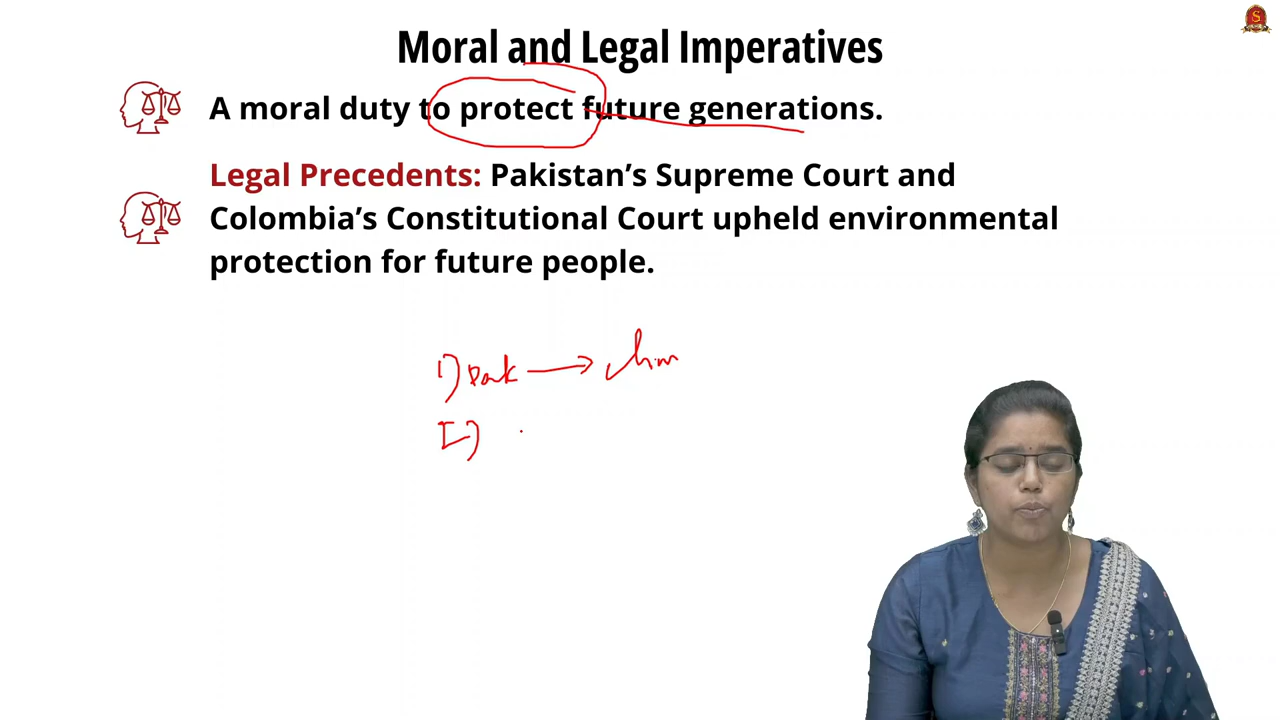 Moral and Legal Imperatives
A moral duty to protect future generations.
Legal Precedents: Pakistan's Supreme Court and
Colombia's Constitutional Court upheld environmental
protection for future people.
1) Pak →